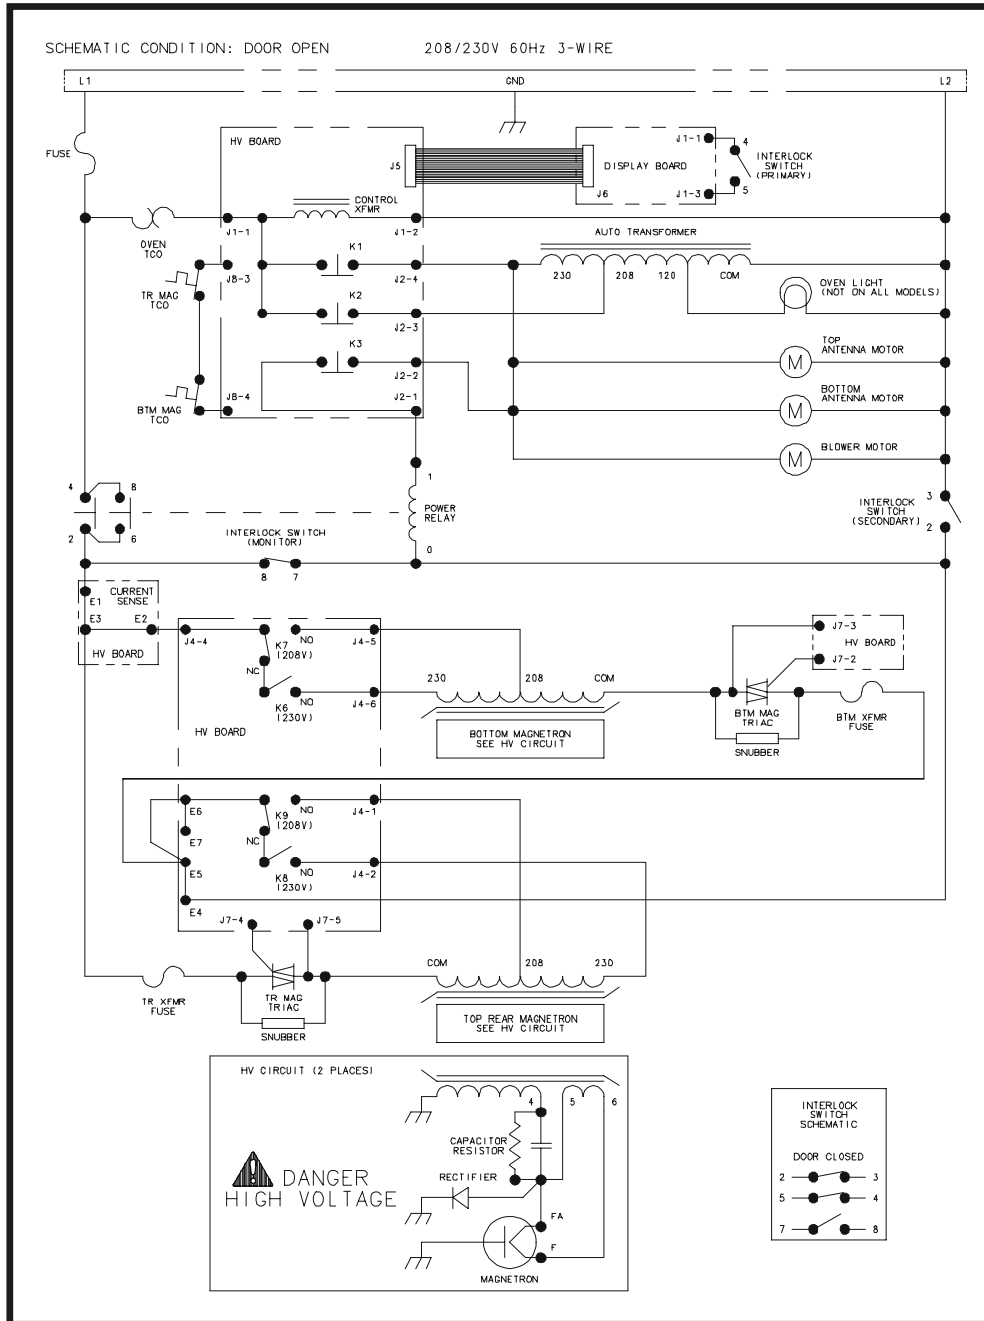 SCHEMATIC CONDITION: DOOR OPEN
208/230V 60Hz 3-WIRE
L1
GND
L2
FUSE
HV BOARD
J5
DISPLAY BOARD
J6
J1-1
J1-3
4
5
INTERLOCK
SWITCH
(PRIMARY)
CONTROL
XFMR
OVEN
TCO
J1-1
J1-2
AUTO TRANSFORMER
K1
TR MAG
TCO
J8-3
J2-4
230
208
120
COM
OVEN LIGHT
(NOT ON ALL MODELS)
K2
J2-3
K3
J2-2
M
TOP
ANTENNA MOTOR
BTM MAG
TCO
J8-4
J2-1
M
BOTTOM
ANTENNA MOTOR
M
BLOWER MOTOR
4
8
2
6
1
POWER
RELAY
0
INTERLOCK SWITCH
(MONITOR)
8
7
INTERLOCK
SWITCH
(SECONDARY)
3
2
E1
CURRENT
SENSE
E3
E2
HV BOARD
J4-4
K7
(208V)
NO
J4-5
NC
K6
(230V)
NO
J4-6
HV BOARD
230
208
COM
BOTTOM MAGNETRON
SEE HV CIRCUIT
J7-3
HV BOARD
J7-2
BTM MAG
TRIAC
SNUBBER
BTM XFMR
FUSE
E6
K9
(208V)
NO
J4-1
E7
NC
E5
K8
(230V)
NO
J4-2
E4
J7-4
J7-5
TR XFMR
FUSE
TR MAG
TRIAC
SNUBBER
COM
208
230
TOP REAR MAGNETRON
SEE HV CIRCUIT
HV CIRCUIT (2 PLACES)
4
5
6
CAPACITOR
RESISTOR
RECTIFIER
FA
F
MAGNETRON
! DANGER
HIGH VOLTAGE
INTERLOCK
SWITCH
SCHEMATIC
DOOR CLOSED
2 3
5 4
7 8